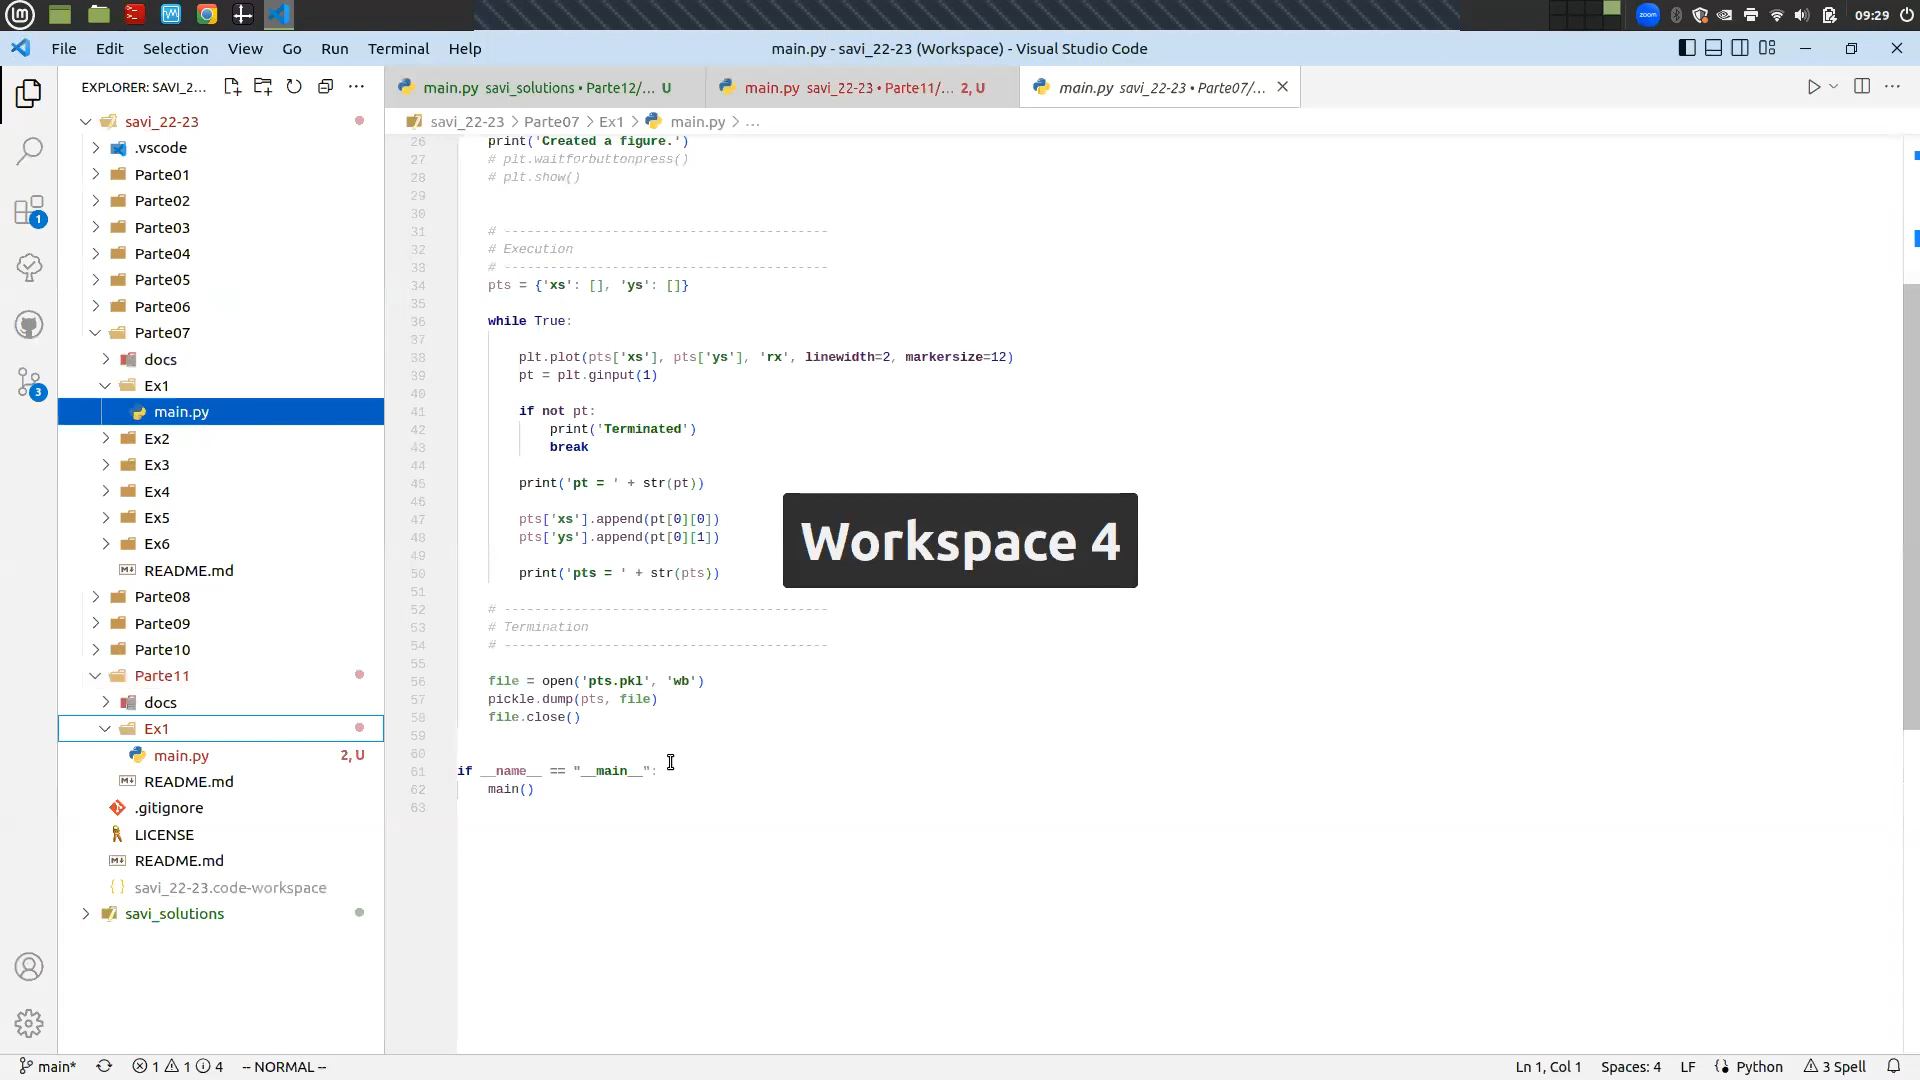 zoom
09:29
File Edit Selection View Go Run Terminal Help
main.py - savi_22-23 (Workspace) - Visual Studio Code
EXPLORER: SAVI_2...
main.py savi_solutions • Parte12/... U
main.py savi_22-23 • Parte11/... 2, U
main.py savi_22-23 • Parte07/...
savi_22-23 > Parte07 > Ex1 > main.py > ...
savi_22-23
.vscode
Parte01
Parte02
Parte03
Parte04
Parte05
Parte06
Parte07
docs
Ex1
main.py
Ex2
Ex3
Ex4
Ex5
Ex6
README.md
Parte08
Parte09
Parte10
Parte11
docs
Ex1
main.py 2, U
README.md
.gitignore
LICENSE
README.md
savi_22-23.code-workspace
savi_solutions
1
3
26 print('Created a figure.')
27 # plt.waitforbuttonpress()
28 # plt.show()
29
30
31 # ------------------------------------------
32 # Execution
33 # ------------------------------------------
34 pts = {'xs': [], 'ys': []}
35
36 while True:
37
38 plt.plot(pts['xs'], pts['ys'], 'rx', linewidth=2, markersize=12)
39 pt = plt.ginput(1)
40
41 if not pt:
42 print('Terminated')
43 break
44
45 print('pt = ' + str(pt))
46
47 pts['xs'].append(pt[0][0])
48 pts['ys'].append(pt[0][1])
49
50 print('pts = ' + str(pts))
51
52 # ------------------------------------------
53 # Termination
54 # ------------------------------------------
55
56 file = open('pts.pkl', 'wb')
57 pickle.dump(pts, file)
58 file.close()
59
60
61 if __name__ == "__main__":
62 main()
63
Workspace 4
main* 1 1 4 -- NORMAL --
Ln 1, Col 1 Spaces: 4 LF Python 3 Spell